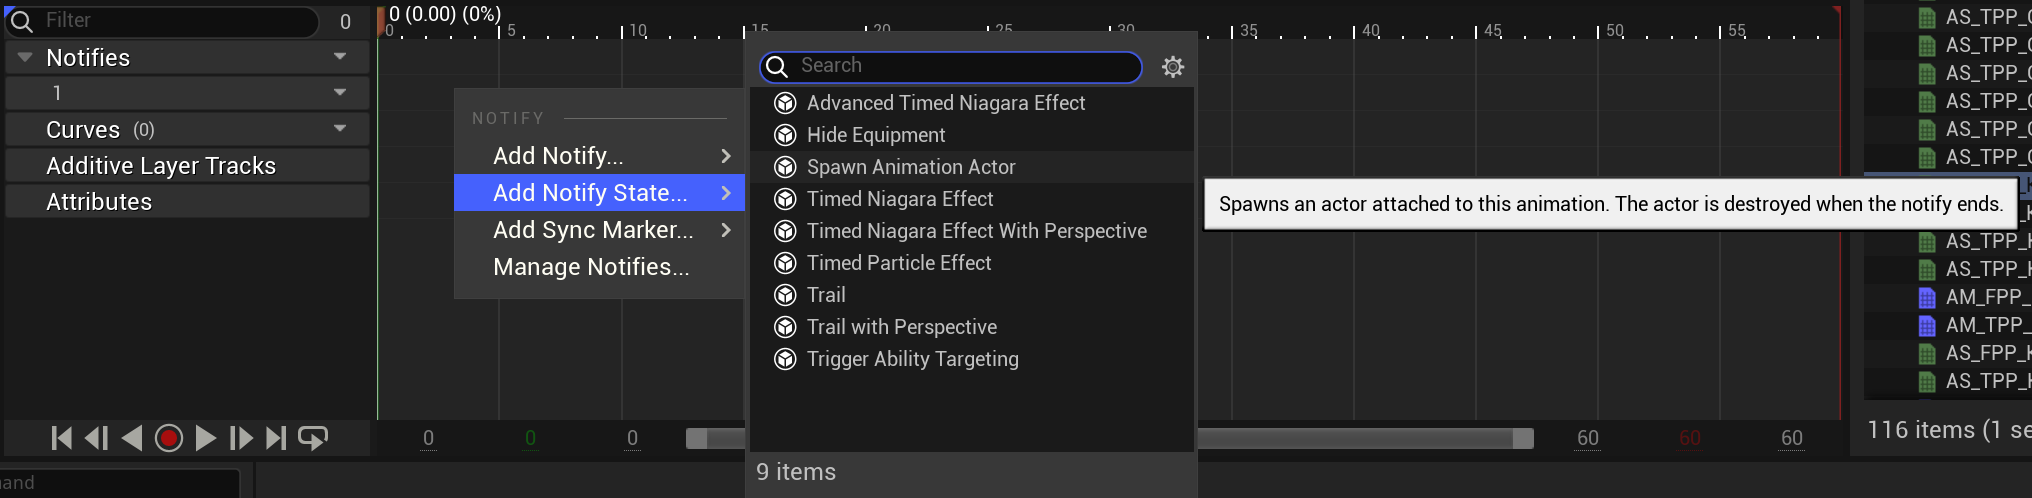 Filter
0
0 (0.00) (0%)
0 5 10 15 20 25 30 35 40 45 50 55
Notifies
1
Curves (0)
Additive Layer Tracks
Attributes
NOTIFY
Add Notify...
Add Notify State...
Add Sync Marker...
Manage Notifies...
Search
Advanced Timed Niagara Effect
Hide Equipment
Spawn Animation Actor
Timed Niagara Effect
Timed Niagara Effect With Perspective
Timed Particle Effect
Trail
Trail with Perspective
Trigger Ability Targeting
9 items
Spawns an actor attached to this animation. The actor is destroyed when the notify ends.
AS_TPP_
AS_TPP_
AS_TPP_
AS_TPP_
AS_TPP_
AS_TPP_
AS_TPP_
AS_TPP_
AM_FPP_
AM_TPP_
AS_FPP_
AS_TPP_
116 items (1 se
0 0 0
60 60 60
and